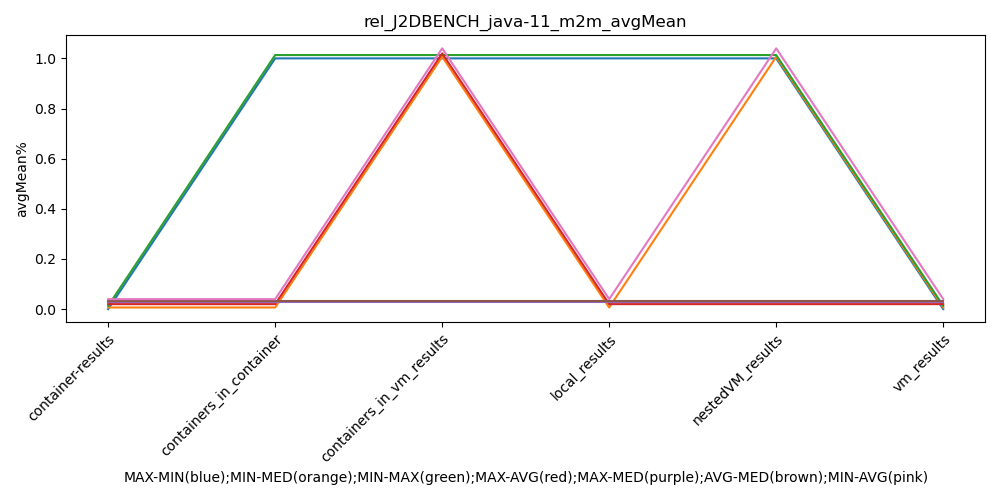 rel_J2DBENCH_java-11_m2m_avgMean
avgMean%
1.0
0.8
0.6
0.4
0.2
0.0
container-results
containers_in_container
containers_in_vm_results
local_results
nestedVM_results
vm_results
MAX-MIN(blue);MIN-MED(orange);MIN-MAX(green);MAX-AVG(red);MAX-MED(purple);AVG-MED(brown);MIN-AVG(pink)